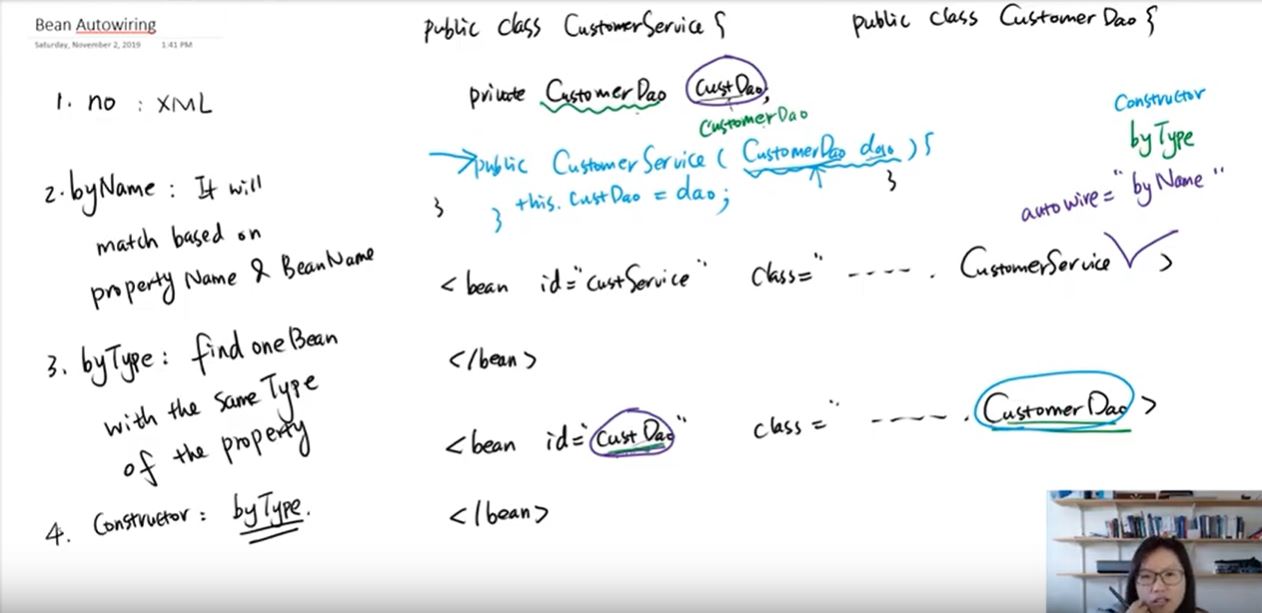 Bean Autowiring
Saturday, November 2, 2019 1:41 PM
1. no : XML
2. byName : It will
match based on
property Name & BeanName
3. byType : find one Bean
with the same Type
of the property
4. Constructor : byType.
public class CustomerService {
private CustomerDao custDao;
CustomerDao
public CustomerService ( CustomerDao dao ) {
this.custDao = dao;
}
}
public class CustomerDao {
}
Constructor
byType
autowire="byName"
<bean id="custService" class="----. CustomerService >
</bean>
<bean id="custDao" class="----. CustomerDao >
</bean>